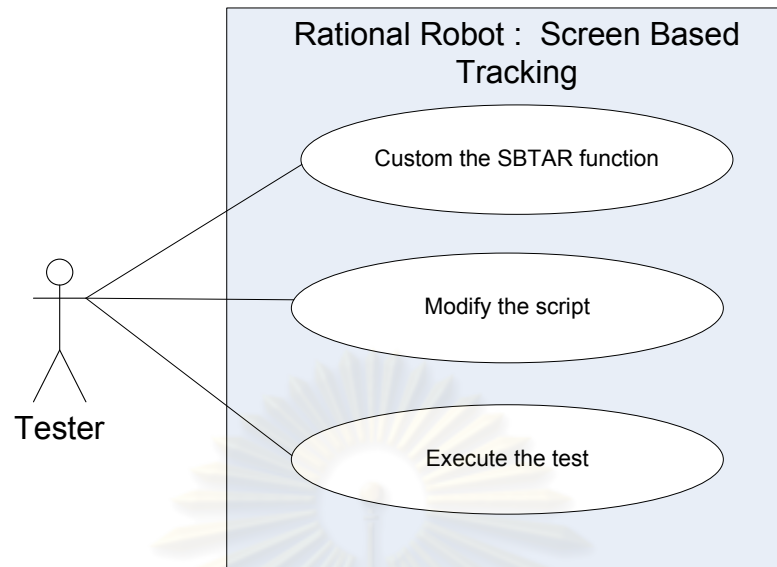 Rational Robot :  Screen Based
Tracking
Custom the SBTAR function
Modify the script
Tester
Execute the test